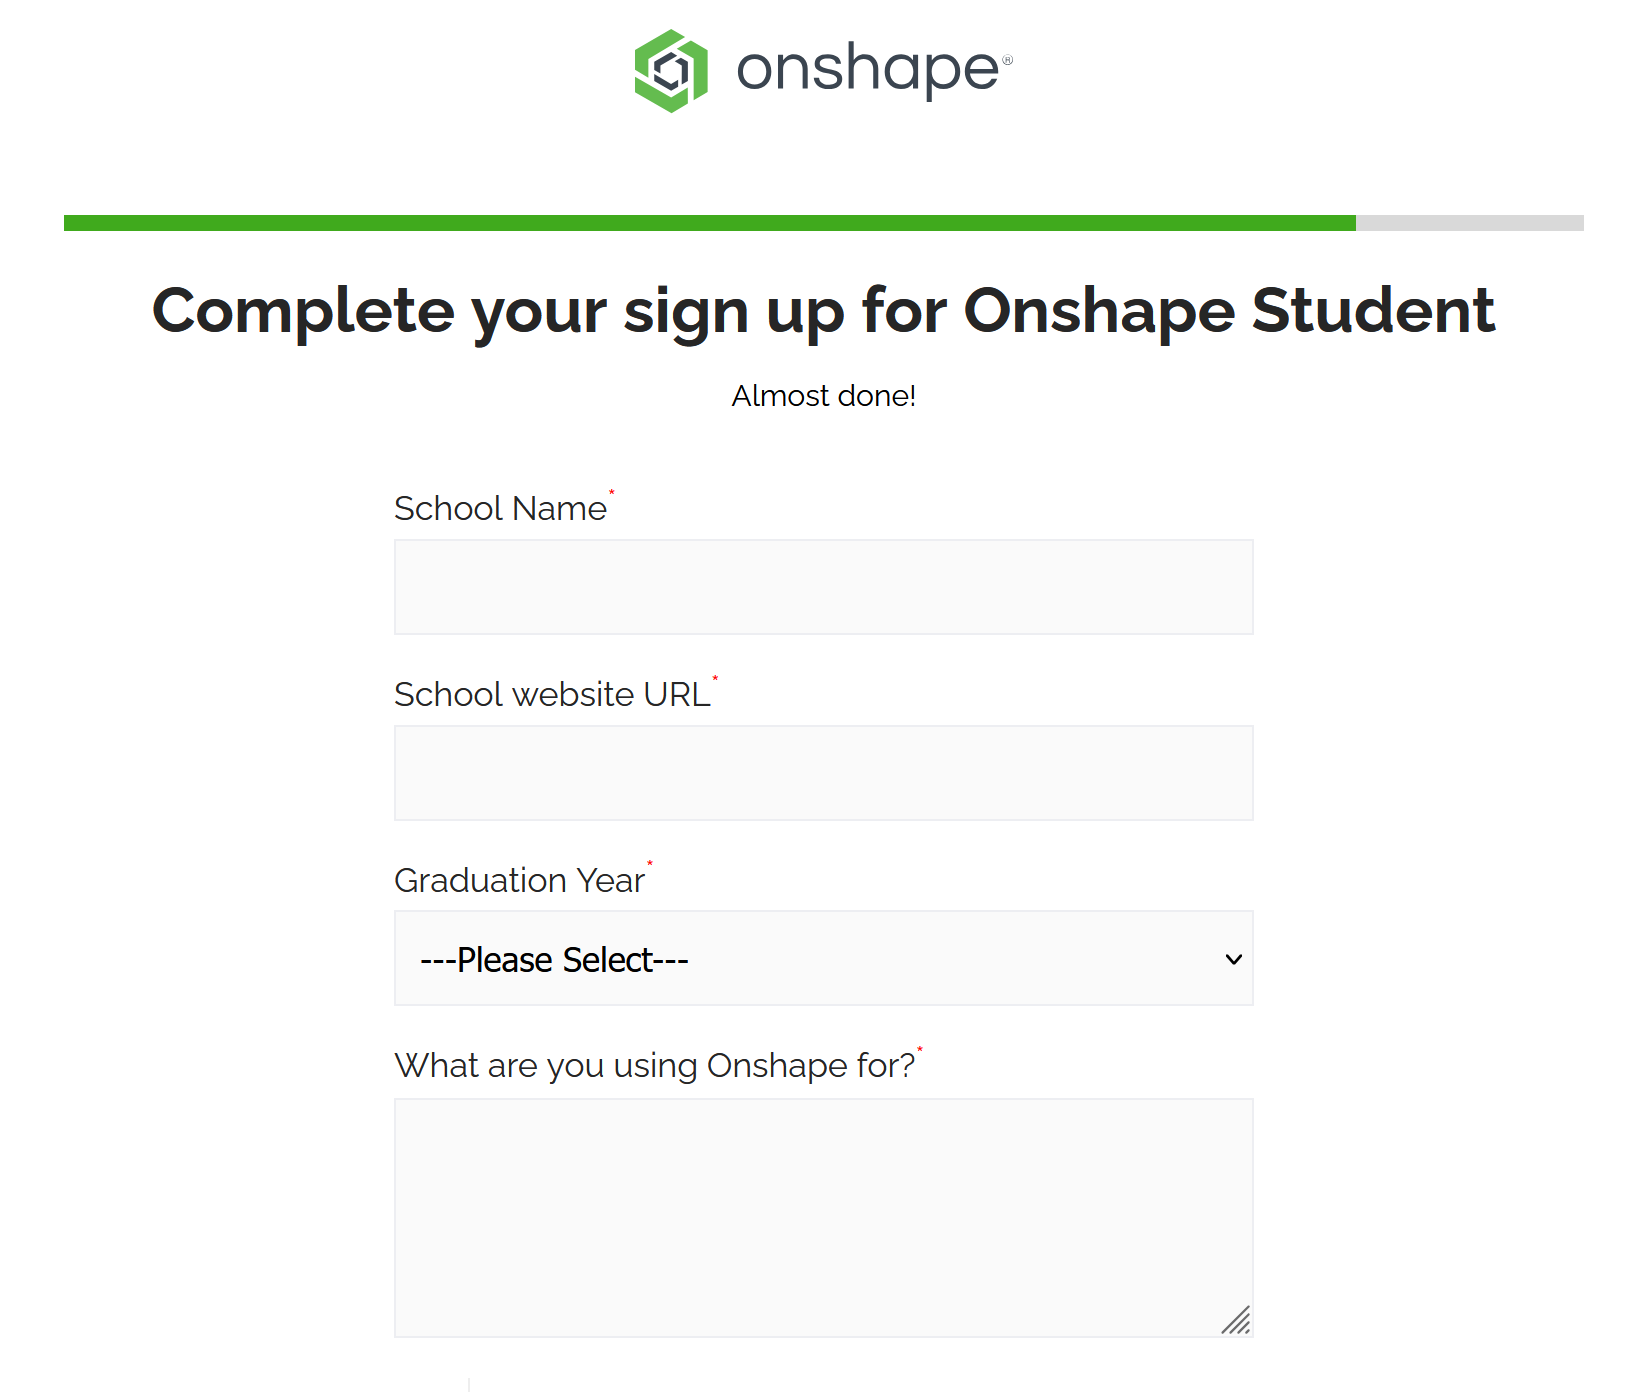 onshape®
Complete your sign up for Onshape Student
Almost done!
School Name*
School website URL*
Graduation Year*
---Please Select---
What are you using Onshape for?*